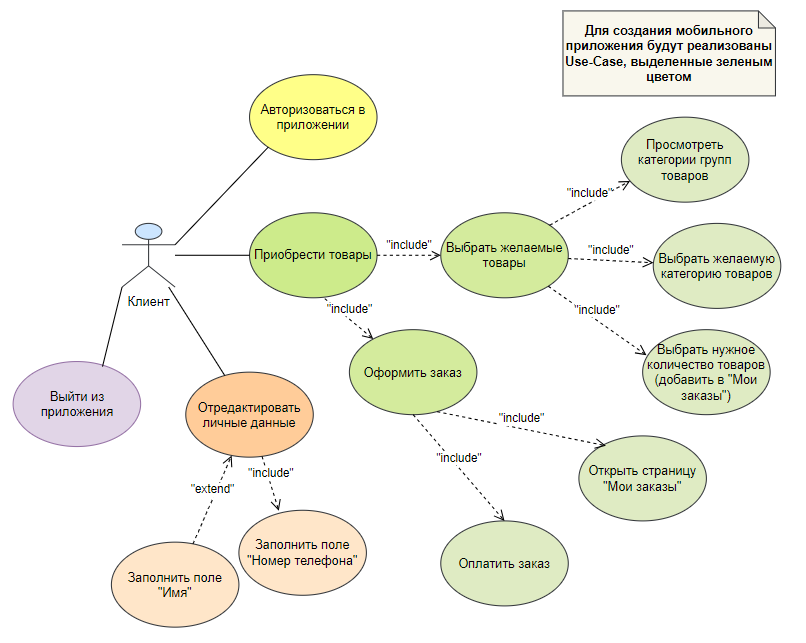 Для создания мобильного
приложения будут реализованы
Use-Case, выделенные зеленым
цветом
Авторизоваться в
приложении
Просмотреть
категории групп
товаров
"include"
Приобрести товары
"include"
Выбрать желаемые
товары
"include"
Выбрать желаемую
категорию товаров
Клиент
"include"
"include"
Выбрать нужное
количество товаров
(добавить в "Мои
заказы")
Оформить заказ
Выйти из
приложения
Отредактировать
личные данные
"include"
"include"
"include"
"extend"
Открыть страницу
"Мои заказы"
Заполнить поле
"Номер телефона"
Оплатить заказ
Заполнить поле
"Имя"